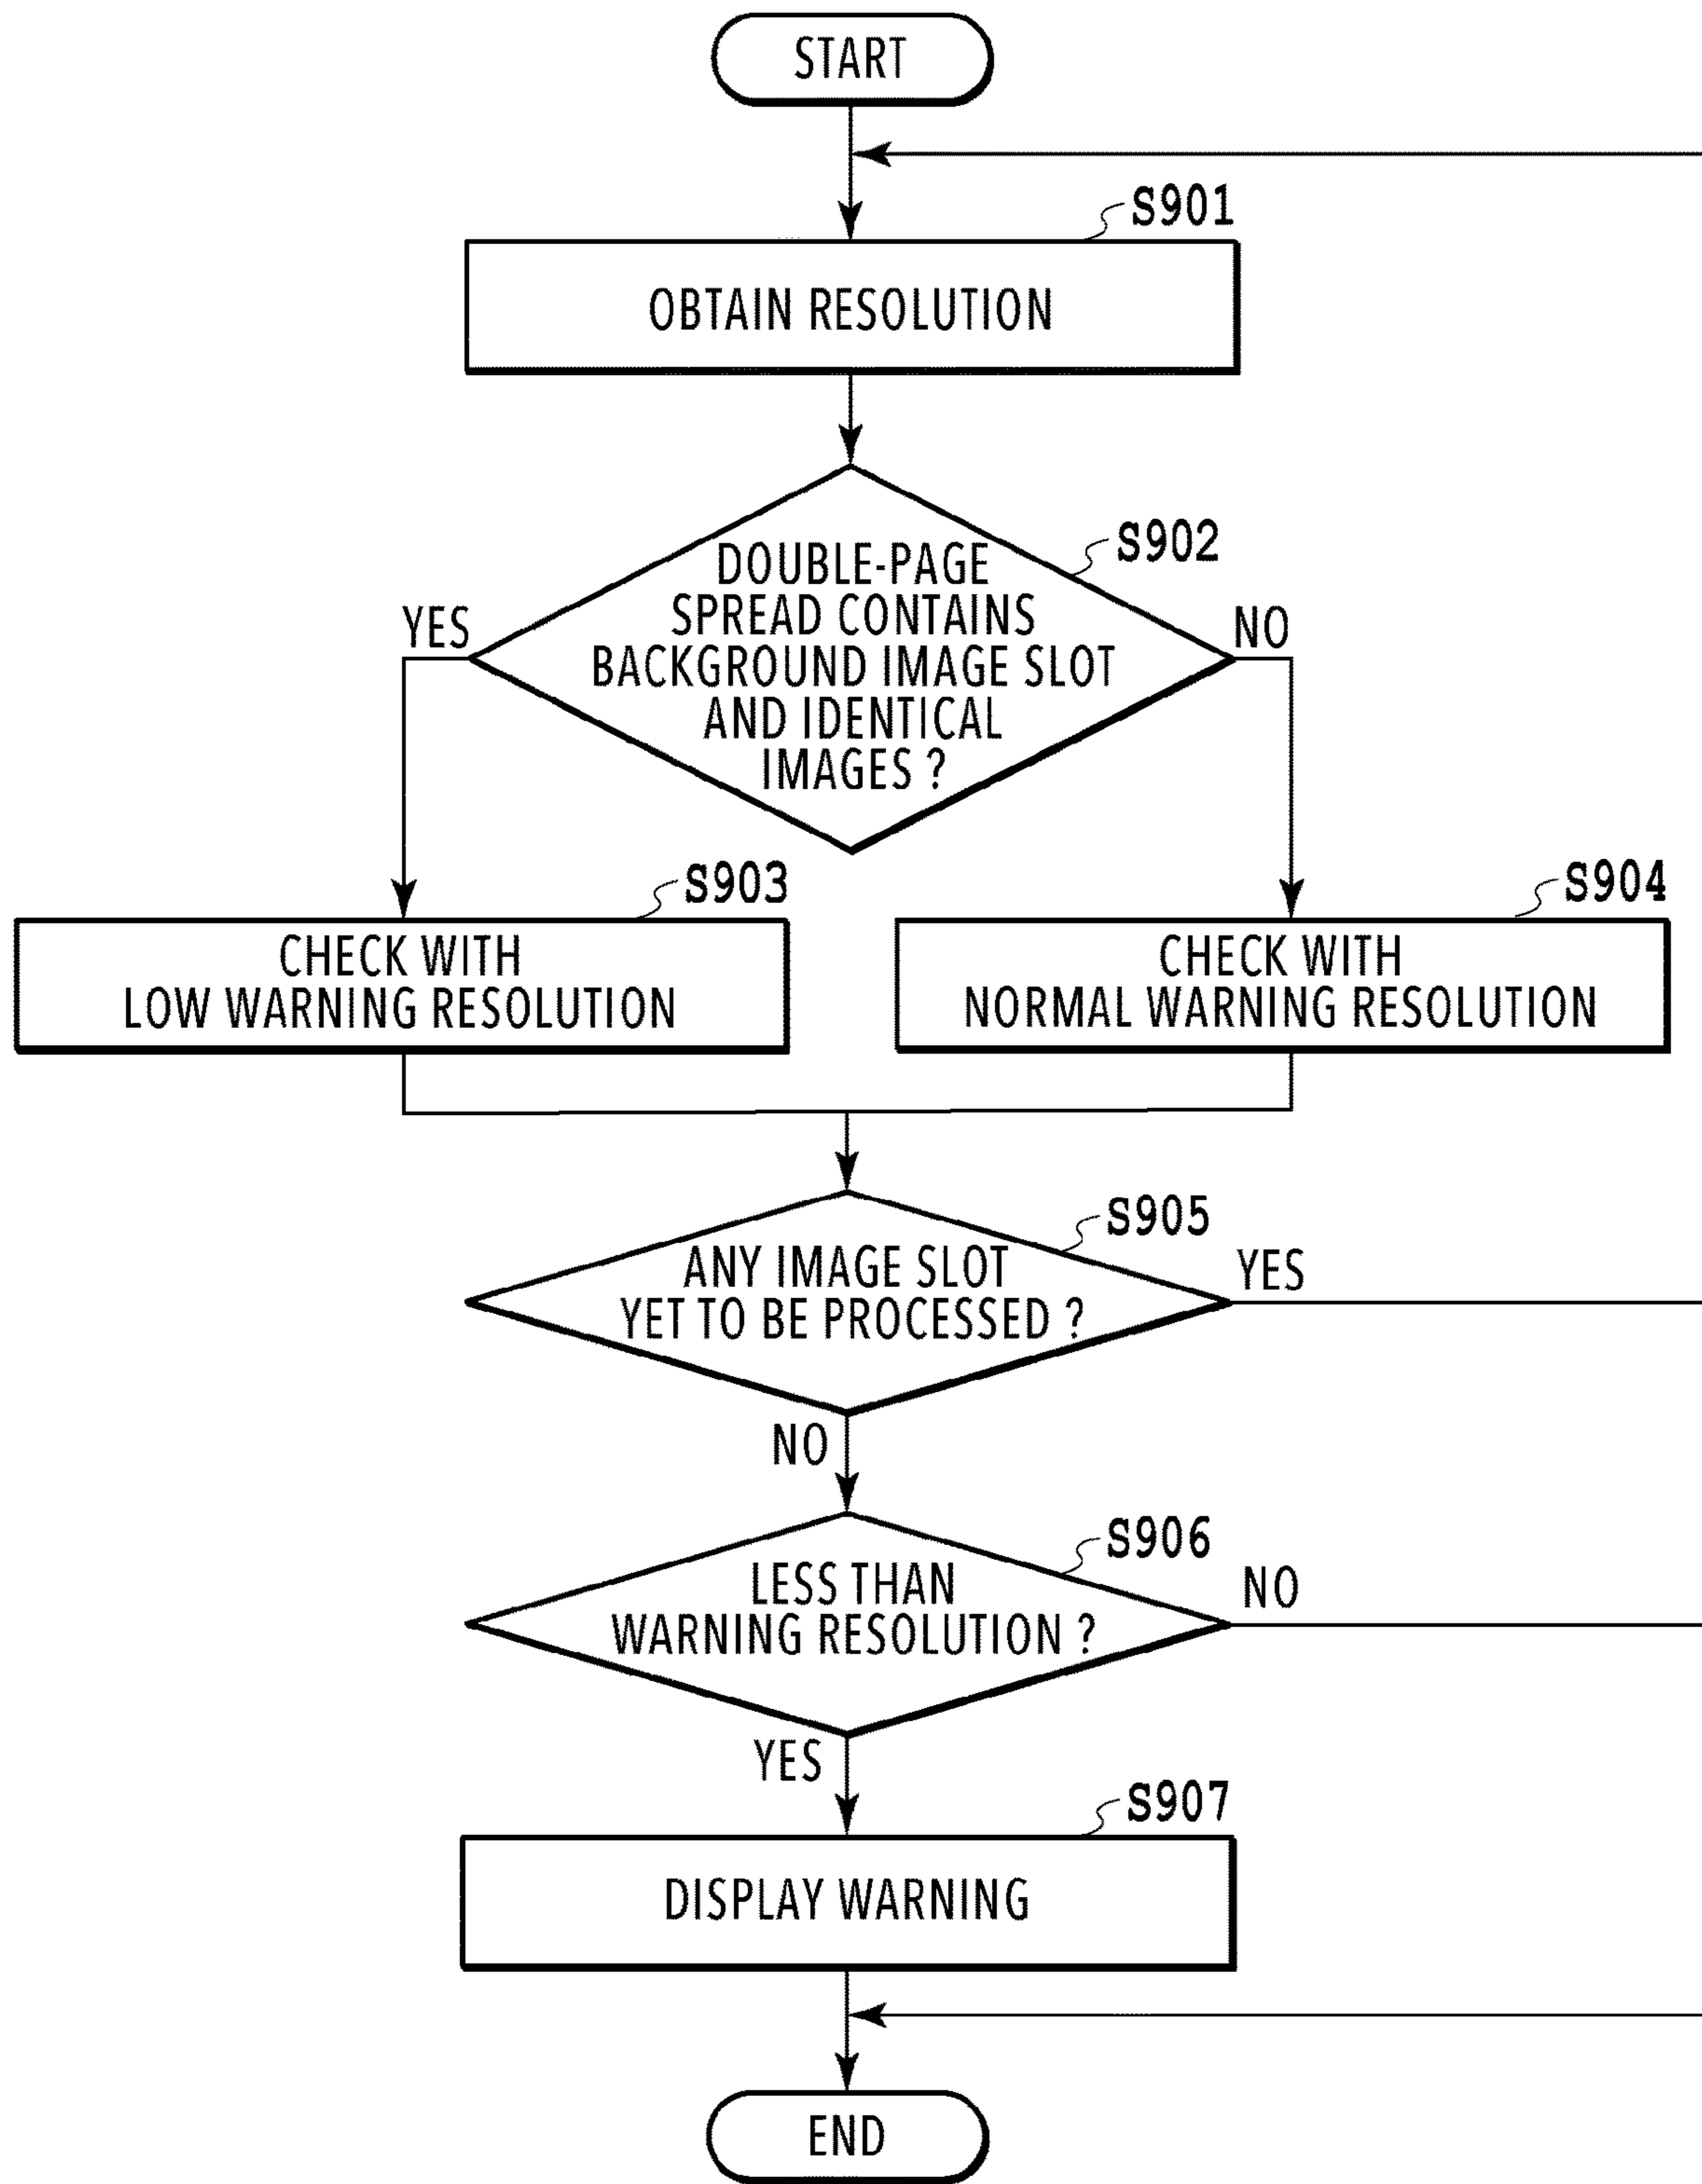 START
S901
OBTAIN RESOLUTION
S902
DOUBLE-PAGE
SPREAD CONTAINS
BACKGROUND IMAGE SLOT
AND IDENTICAL
IMAGES ?
YES
NO
S903
CHECK WITH
LOW WARNING RESOLUTION
S904
CHECK WITH
NORMAL WARNING RESOLUTION
S905
ANY IMAGE SLOT
YET TO BE PROCESSED ?
YES
NO
S906
LESS THAN
WARNING RESOLUTION ?
NO
YES
S907
DISPLAY WARNING
END